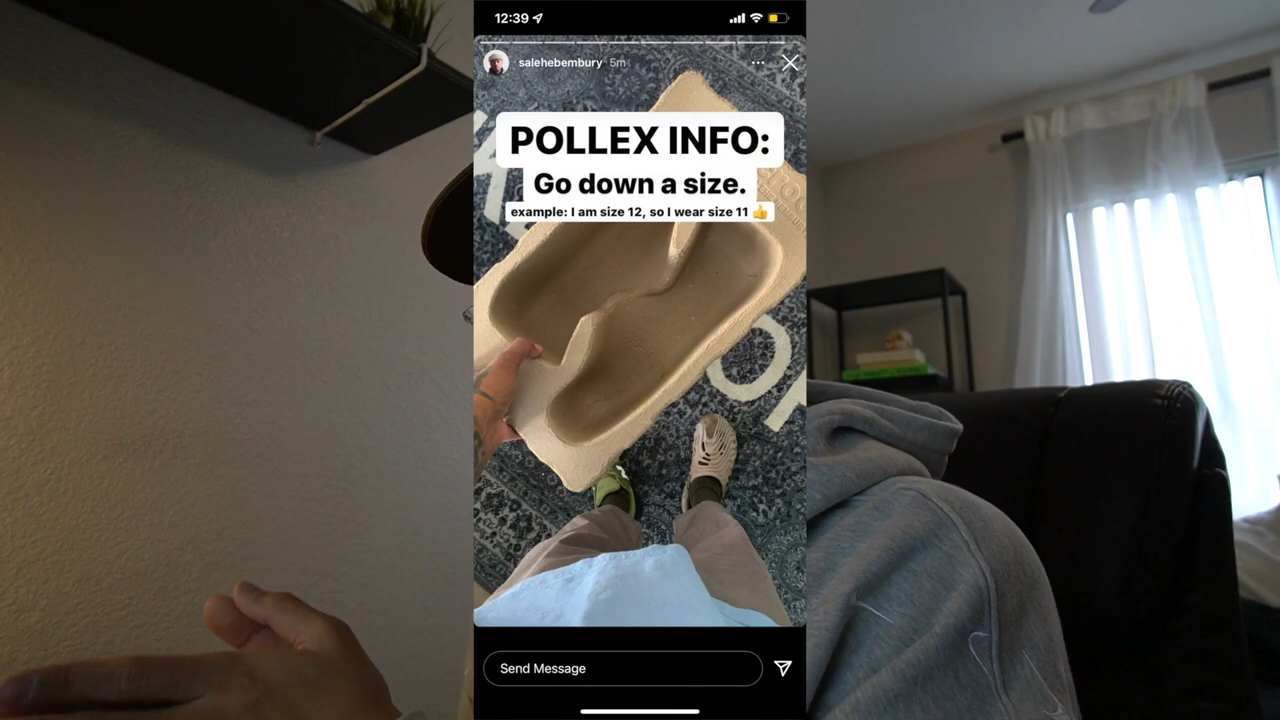 12:39
salehebembury 5m
POLLEX INFO:
Go down a size.
example: I am size 12, so I wear size 11 👍
Send Message